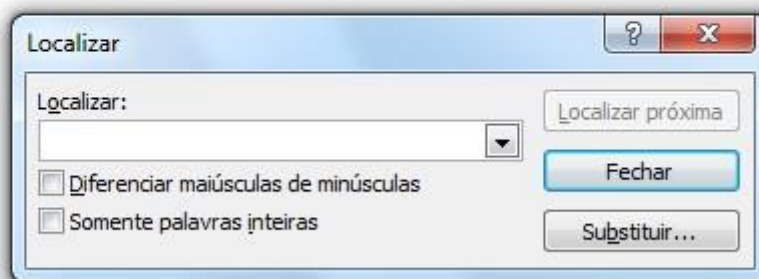 Localizar
Localizar:
Localizar próxima
Diferenciar maiúsculas de minúsculas
Fechar
Somente palavras inteiras
Substituir...